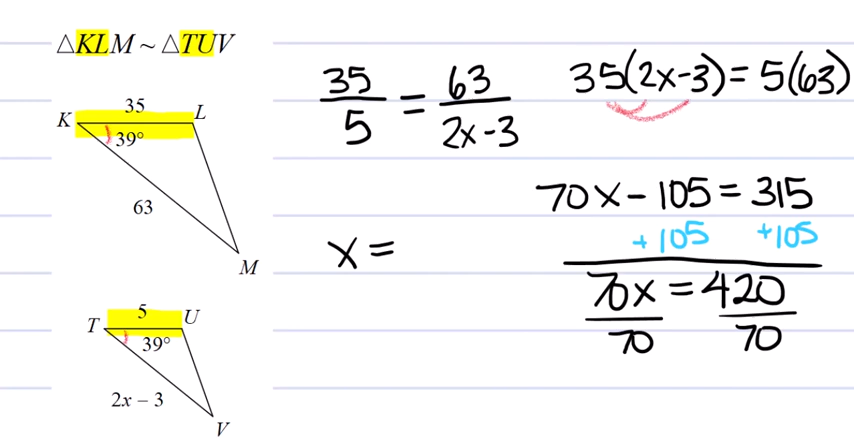 △KLM ~ △TUV
35
K L
39°
63
M
5
T U
39°
2x – 3
V
35/5 = 63/2x-3
x =
35(2x-3) = 5(63)
70x - 105 = 315
+105 +105
70x = 420
70 70